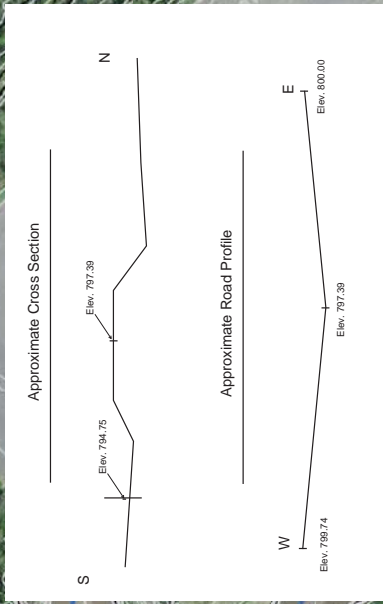 Approximate Cross Section
S
N
Elev. 794.75
Elev. 797.39
Approximate Road Profile
W
E
Elev. 799.74
Elev. 797.39
Elev. 800.00